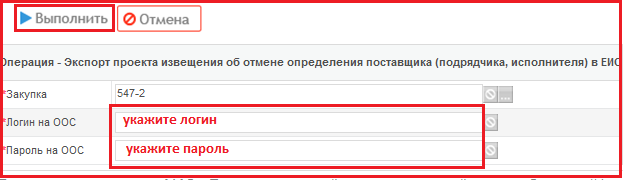 Выполнить Отмена
Операция - Экспорт проекта извещения об отмене определения поставщика (подрядчика, исполнителя) в ЕИС
*Закупка 547-2 ...
*Логин на ООС укажите логин
*Пароль на ООС укажите пароль